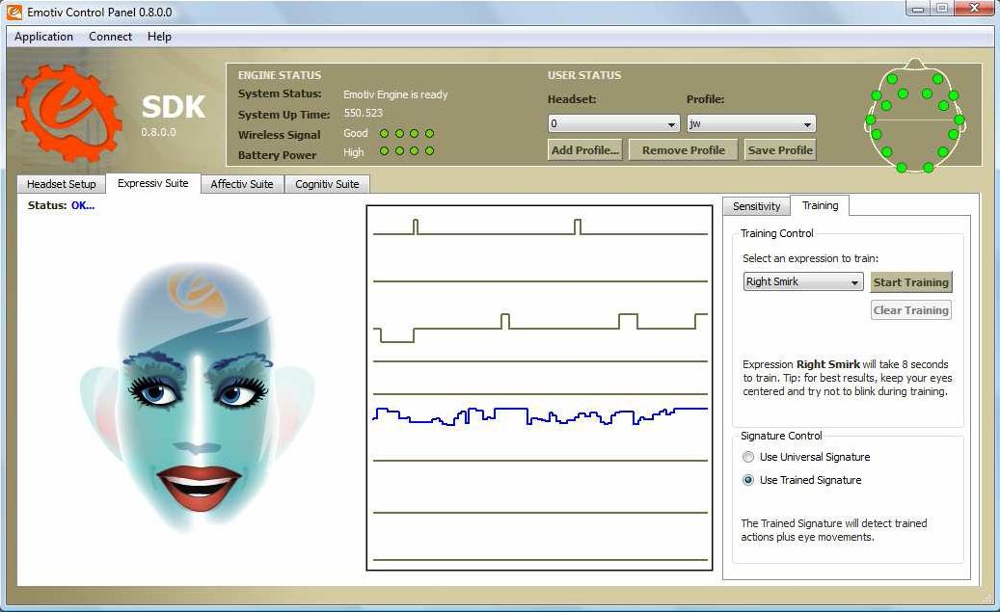 Emotiv Control Panel 0.8.0.0
Application Connect Help
SDK
0.8.0.0
ENGINE STATUS
System Status: Emotiv Engine is ready
System Up Time: 550.523
Wireless Signal Good
Battery Power High
USER STATUS
Headset: Profile:
0 jw
Add Profile... Remove Profile Save Profile
Headset Setup Expressiv Suite Affectiv Suite Cognitiv Suite
Status: OK...
Sensitivity Training
Training Control
Select an expression to train:
Right Smirk Start Training
Clear Training
Expression Right Smirk will take 8 seconds
to train. Tip: for best results, keep your eyes
centered and try not to blink during training.
Signature Control
Use Universal Signature
Use Trained Signature
The Trained Signature will detect trained
actions plus eye movements.